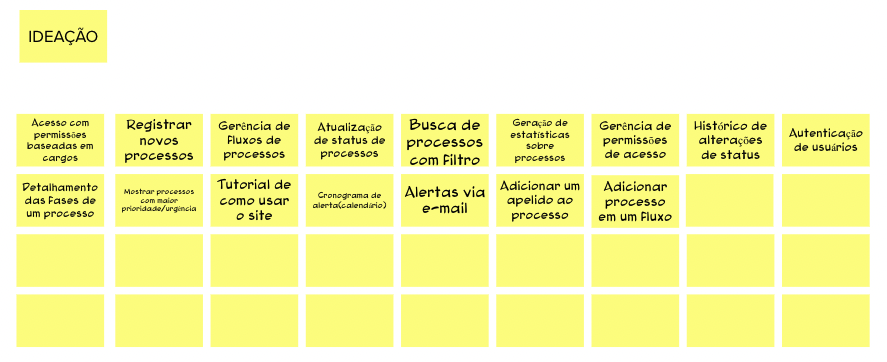 IDEAÇÃO
Acesso com
permissões
baseadas em
cargos
Registrar
novos
processos
Gerência de
fluxos de
processos
Atualização
de status de
processos
Busca de
processos
com filtro
Geração de
estatísticas
sobre
processos
Gerência de
permissões
de acesso
Histórico de
alterações
de status
Autenticação
de usuários
Detalhamento
das fases de
um processo
Mostrar processos
com maior
prioridade/urgência
Tutorial de
como usar
o site
Cronograma de
alerta(calendário)
Alertas via
e-mail
Adicionar um
apelido ao
processo
Adicionar
processo
em um fluxo